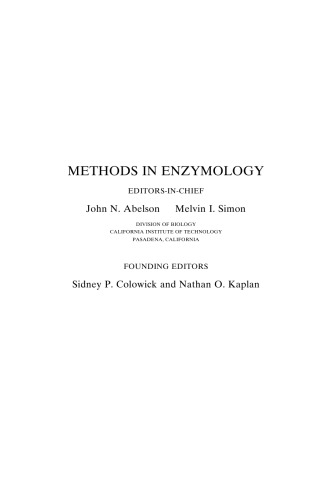 METHODS IN ENZYMOLOGY
EDITORS-IN-CHIEF
John N. Abelson Melvin I. Simon
DIVISION OF BIOLOGY
CALIFORNIA INSTITUTE OF TECHNOLOGY
PASADENA, CALIFORNIA
FOUNDING EDITORS
Sidney P. Colowick and Nathan O. Kaplan